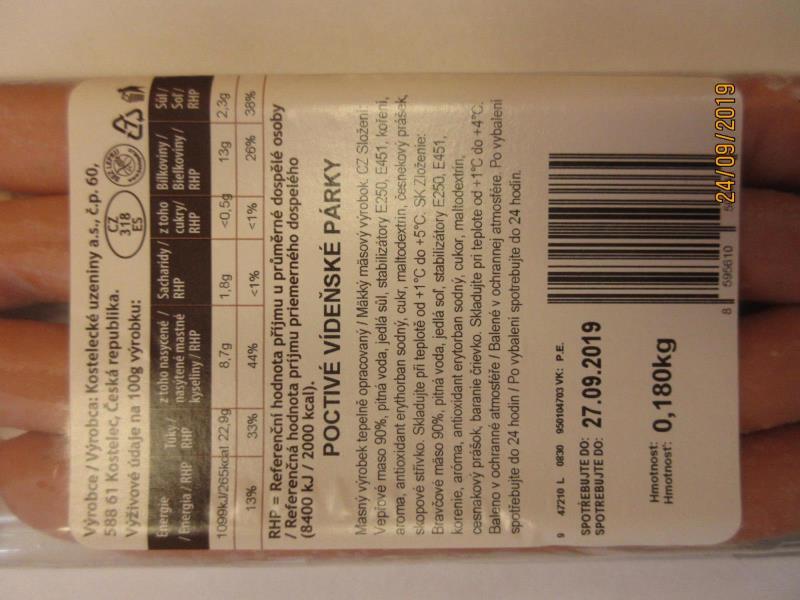 Výrobce / Výrobca: Kostelecké uzeniny a.s., č.p. 60,
588 61 Kostelec, Česká republika.
Výživové údaje na 100g výrobku:
CZ
318
ES
Energie / Energia / RHP
Tuky RHP
z toho nasycené / nasytené mastné kyseliny / RHP
Sacharidy / RHP
z toho cukry/ RHP
Bílkoviny / Bielkoviny / RHP
Sůl / Soľ / RHP
1099kJ/265kcal 22,9g 8,7g 1,8g <0,5g 13g 2,3g
13% 33% 44% <1% <1% 26% 38%
RHP = Referenční hodnota příjmu u průměrné dospělé osoby
/ Referenčná hodnota príjmu priemerného dospelého
(8400 kJ / 2000 kcal).
POCTIVÉ VÍDEŇSKÉ PÁRKY
Masný výrobek tepelně opracovaný / Mäkký mäsový výrobok. CZ Složení:
Vepřové maso 90%, pitná voda, jedlá sůl, stabilizátory E250, E451, koření,
aroma, antioxidant erythorban sodný, cukr, maltodextrin, česnekový prášek,
skopové střívko. Skladujte při teplotě od +1°C do +5°C. SK Zloženie:
Bravčové mäso 90%, pitná voda, jedlá soľ, stabilizátory E250, E451,
korenie, aróma, antioxidant erytorban sodný, cukor, maltodextrín,
cesnakový prášok, baranie črievko. Skladujte pri teplote od +1°C do +4°C.
Baleno v ochranné atmosféře / Balené v ochrannej atmosfére. Po vybalení
spotřebujte do 24 hodin / Po vybalení spotrebujte do 24 hodín.
9 47210 L 0830 950104703 VK: P.E.
SPOTŘEBUJTE DO:
SPOTREBUJTE DO: 27.09.2019
Hmotnost:
Hmotnosť: 0,180kg
8 595610
24/09/2019